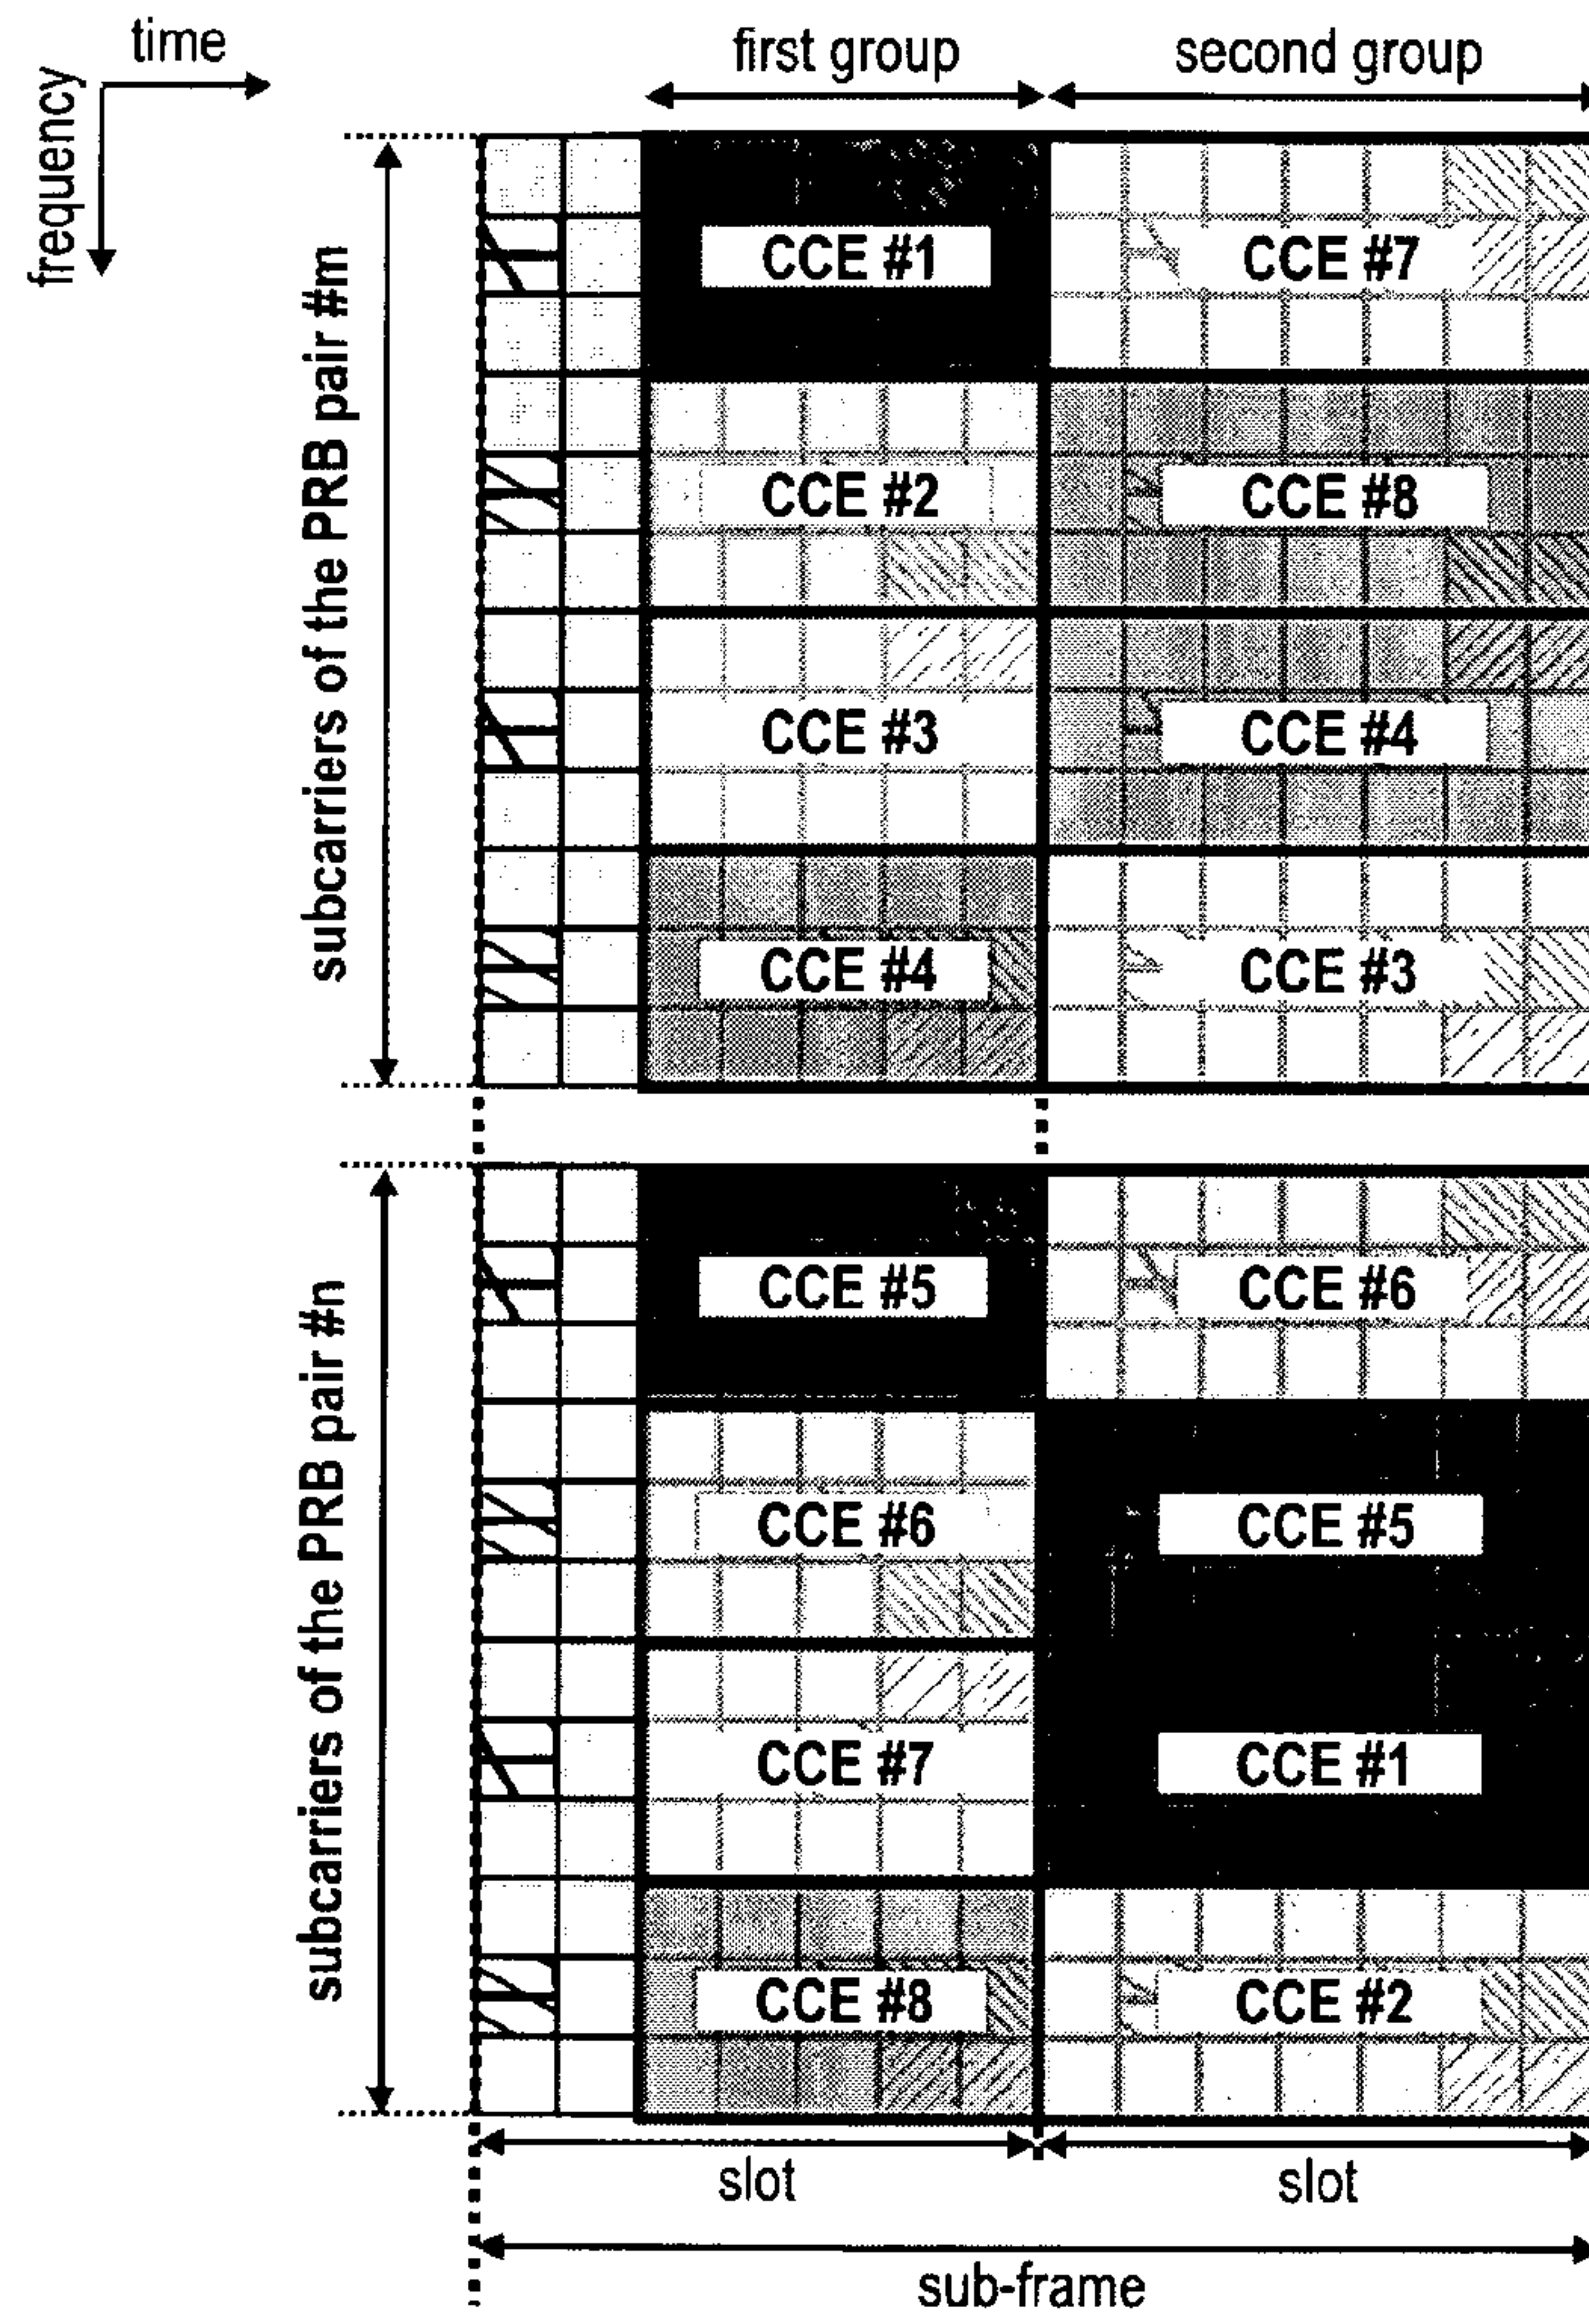 time
first group
second group
frequency
subcarriers of the PRB pair #m
CCE #1
CCE #7
CCE #2
CCE #8
CCE #3
CCE #4
CCE #4
CCE #3
subcarriers of the PRB pair #n
CCE #5
CCE #6
CCE #6
CCE #5
CCE #7
CCE #1
CCE #8
CCE #2
slot
slot
sub-frame